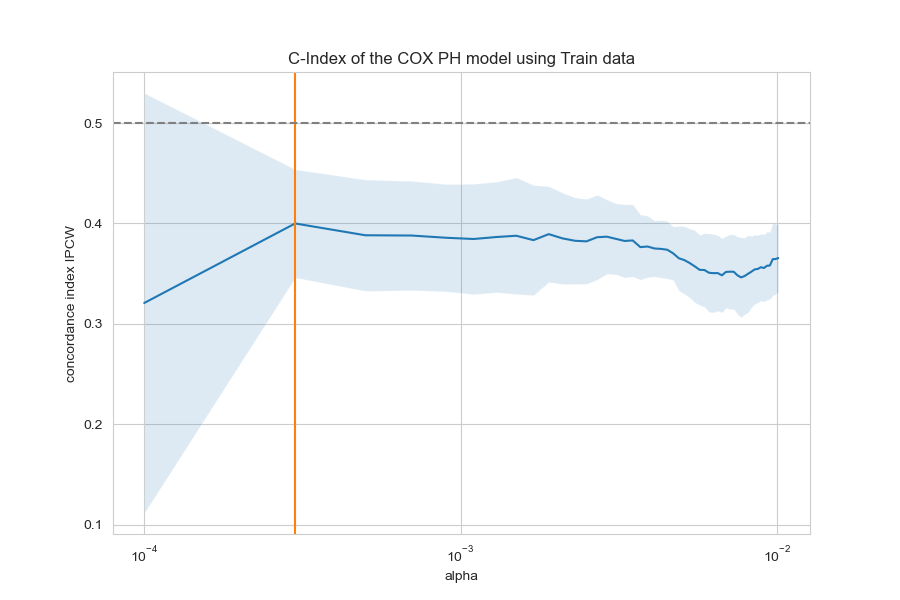 C-Index of the COX PH model using Train data
concordance index IPCW
0.5
0.4
0.3
0.2
0.1
10⁻⁴
10⁻³
10⁻²
alpha